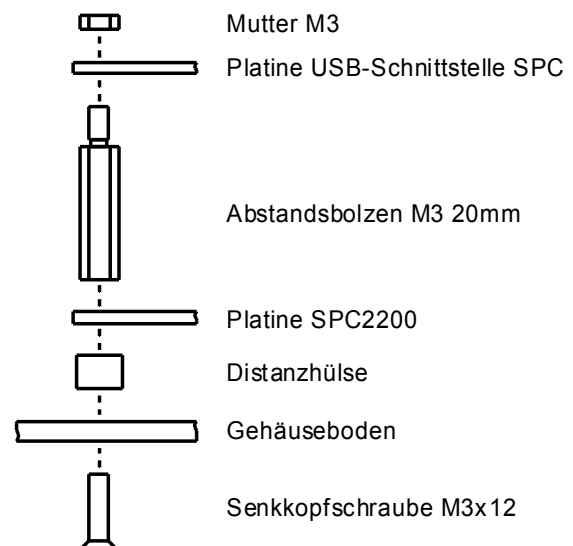 Mutter M3
Platine USB-Schnittstelle SPC
Abstandsbolzen M3 20mm
Platine SPC2200
Distanzhülse
Gehäuseboden
Senkkopfschraube M3x12